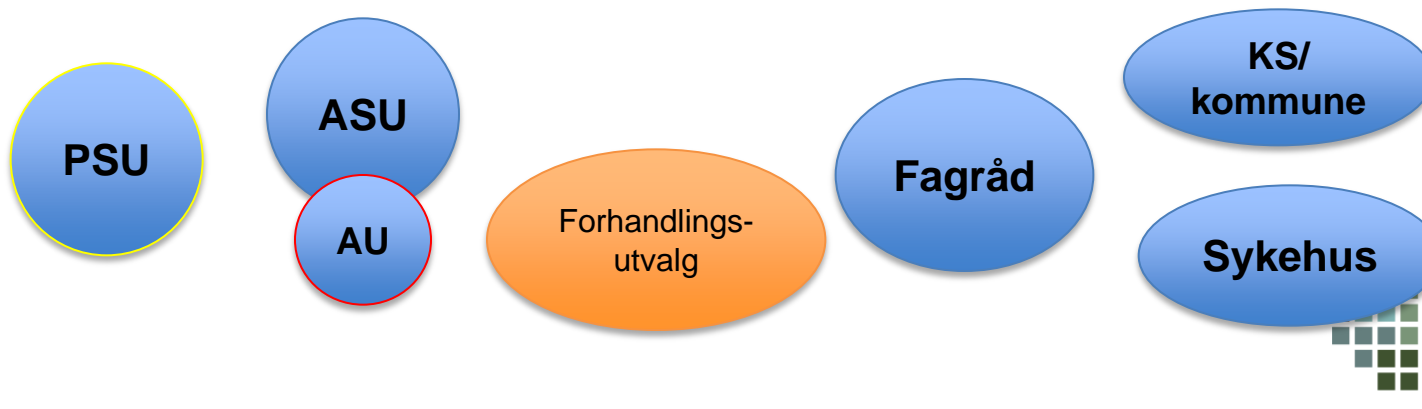 PSU
ASU
AU
Forhandlings-
utvalg
Fagråd
KS/
kommune
Sykehus